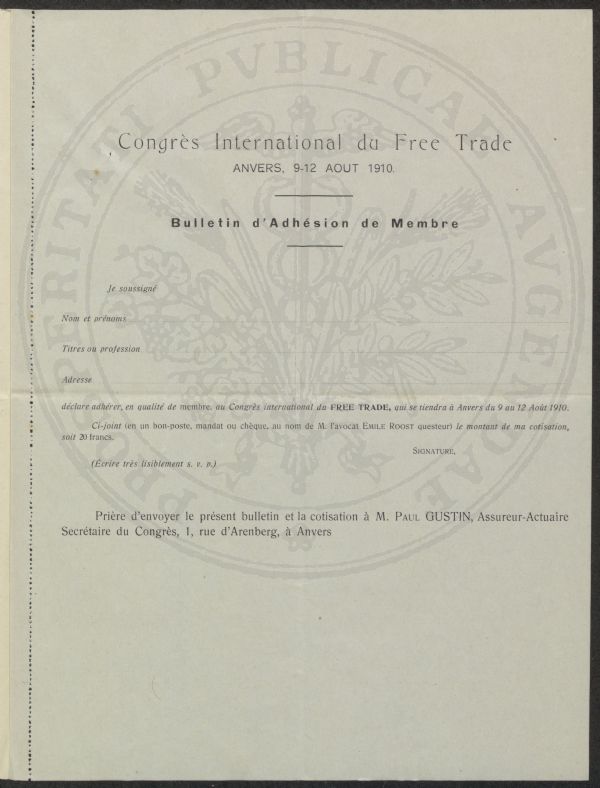 PROSPERITATI PVBLICAE AVGENDAE
Congrès International du Free Trade
ANVERS, 9-12 AOUT 1910.
Bulletin d'Adhésion de Membre
Je soussigné
Nom et prénoms
Titres ou profession
Adresse
déclare adhérer, en qualité de membre, au Congrès international du FREE TRADE, qui se tiendra à Anvers du 9 au 12 Août 1910.
Ci-joint (en un bon-poste, mandat ou chèque, au nom de M. l'avocat EMILE ROOST questeur) le montant de ma cotisation,
soit 20 francs.
SIGNATURE,
(Écrire très lisiblement s. v. p.)
Prière d'envoyer le présent bulletin et la cotisation à M. PAUL GUSTIN, Assureur-Actuaire
Secrétaire du Congrès, 1, rue d'Arenberg, à Anvers